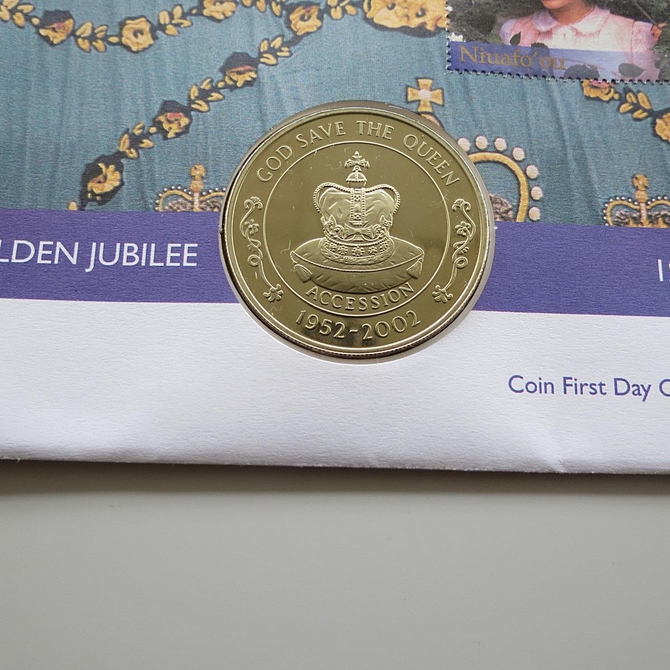 Niuafo'ou
GOD SAVE THE QUEEN
ACCESSION
1952-2002
LDEN JUBILEE
Coin First Day